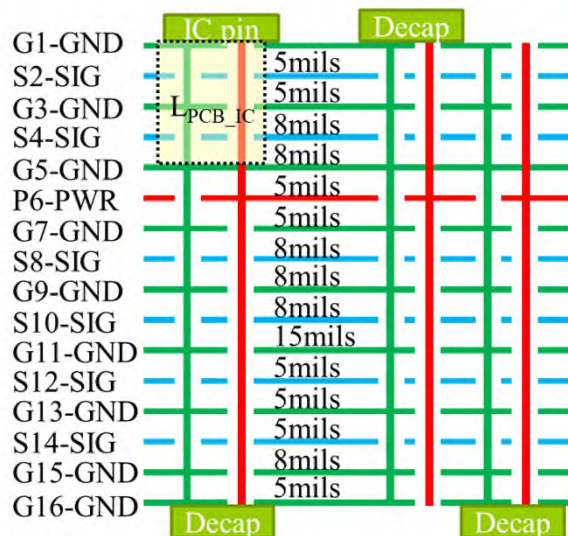 IC pin Decap
G1-GND
5mils
S2-SIG
5mils
G3-GND
L_PCB_IC
8mils
S4-SIG
8mils
G5-GND
5mils
P6-PWR
5mils
G7-GND
8mils
S8-SIG
8mils
G9-GND
8mils
S10-SIG
15mils
G11-GND
5mils
S12-SIG
5mils
G13-GND
5mils
S14-SIG
8mils
G15-GND
5mils
G16-GND
Decap Decap